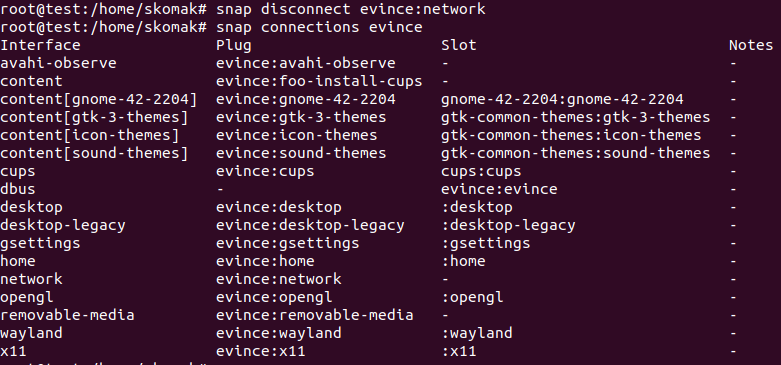 root@test:/home/skomak# snap disconnect evince:network
root@test:/home/skomak# snap connections evince
Interface Plug Slot Notes
avahi-observe evince:avahi-observe - -
content evince:foo-install-cups - -
content[gnome-42-2204] evince:gnome-42-2204 gnome-42-2204:gnome-42-2204 -
content[gtk-3-themes] evince:gtk-3-themes gtk-common-themes:gtk-3-themes -
content[icon-themes] evince:icon-themes gtk-common-themes:icon-themes -
content[sound-themes] evince:sound-themes gtk-common-themes:sound-themes -
cups evince:cups cups:cups -
dbus - evince:evince -
desktop evince:desktop :desktop -
desktop-legacy evince:desktop-legacy :desktop-legacy -
gsettings evince:gsettings :gsettings -
home evince:home :home -
network evince:network - -
opengl evince:opengl :opengl -
removable-media evince:removable-media - -
wayland evince:wayland :wayland -
x11 evince:x11 :x11 -
root@test:/home/skomak#